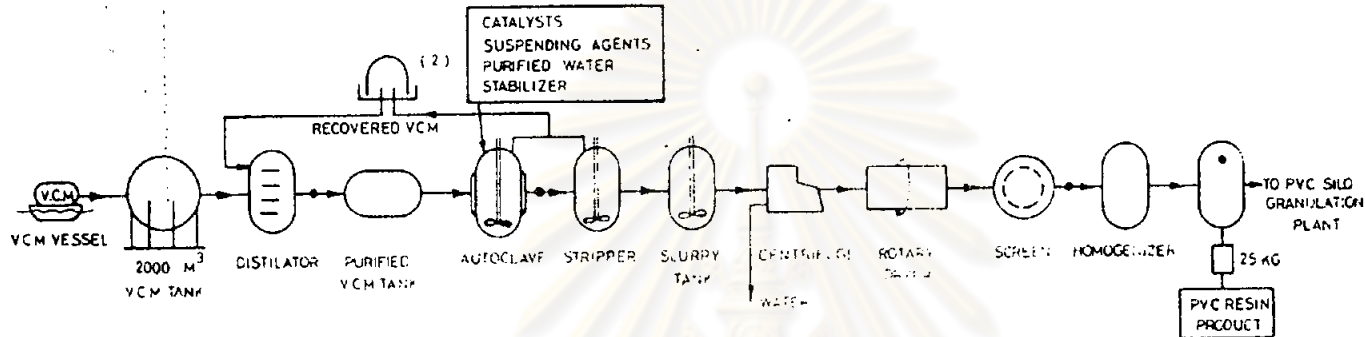 CATALYSTS
SUSPENDING AGENTS
PURIFIED WATER
STABILIZER
(2)
RECOVERED VCM
V.C.M
VCM VESSEL
2000 M³
VCM TANK
DISTILATOR
PURIFIED
VCM TANK
AUTOCLAVE
STRIPPER
SLURRY
TANK
WATER
ROTARY
SCREEN
HOMOGENIZER
TO PVC SILO
GRANULATION
PLANT
25 KG
PVC RESIN
PRODUCT